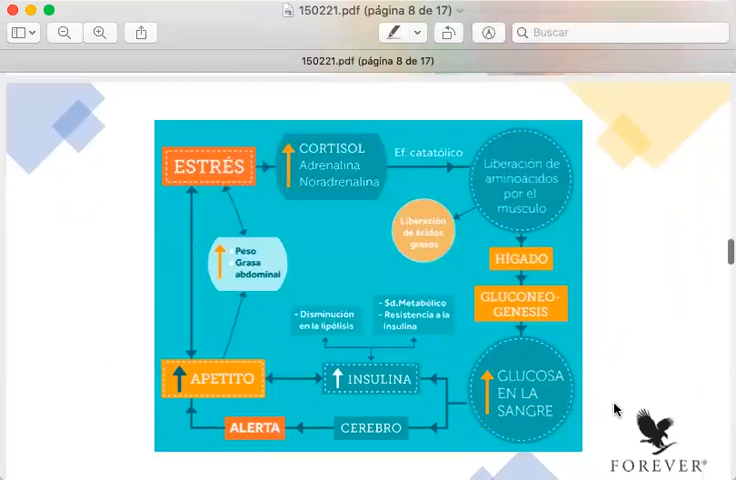 150221.pdf (página 8 de 17)
Buscar
150221.pdf (página 8 de 17)
ESTRÉS
CORTISOL
Adrenalina
Noradrenalina
Ef. catatólico
Liberación de
aminoácidos
por el
musculo
Liberación
de ácidos
grasos
Peso
Grasa
abdominal
HÍGADO
GLUCONEO-
GENESIS
- Disminución
en la lipólisis
- Sd.Metabólico
- Resistencia a la
insulina
APETITO
INSULINA
GLUCOSA
EN LA
SANGRE
ALERTA
CEREBRO
FOREVER®